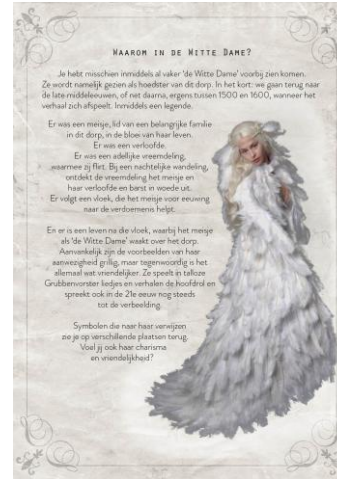 Waarom in de Witte Dame?
Je hebt misschien inmiddels al vaker 'de Witte Dame' voorbij zien komen.
Ze wordt namelijk gezien als hoedster van dit dorp. In het kort: we gaan terug naar
de late middeleeuwen, of net daarna, ergens tussen 1500 en 1600, wanneer het
verhaal zich afspeelt. Inmiddels een legende.
Er was een meisje, lid van een belangrijke familie
in dit dorp, in de bloei van haar leven.
Er was een verloofde.
Er was een adellijke vreemdeling,
waarmee zij flirt. Bij een nachtelijke wandeling,
ontdekt de vreemdeling het meisje en
haar verloofde en barst in woede uit.
Er volgt een vloek, die het meisje voor eeuwing
naar de verdoemenis helpt.
En er is een leven na die vloek, waarbij het meisje
als 'de Witte Dame' waakt over het dorp.
Aanvankelijk zijn de voorbeelden van haar
aanwezigheid grillig, maar tegenwoordig is het
allemaal wat vriendelijker. Ze speelt in talloze
Grubbenvorster liedjes en verhalen de hoofdrol en
spreekt ook in de 21e eeuw nog steeds
tot de verbeelding.
Symbolen die naar haar verwijzen
zie je op verschillende plaatsen terug.
Voel jij ook haar charisma
en vriendelijkheid?